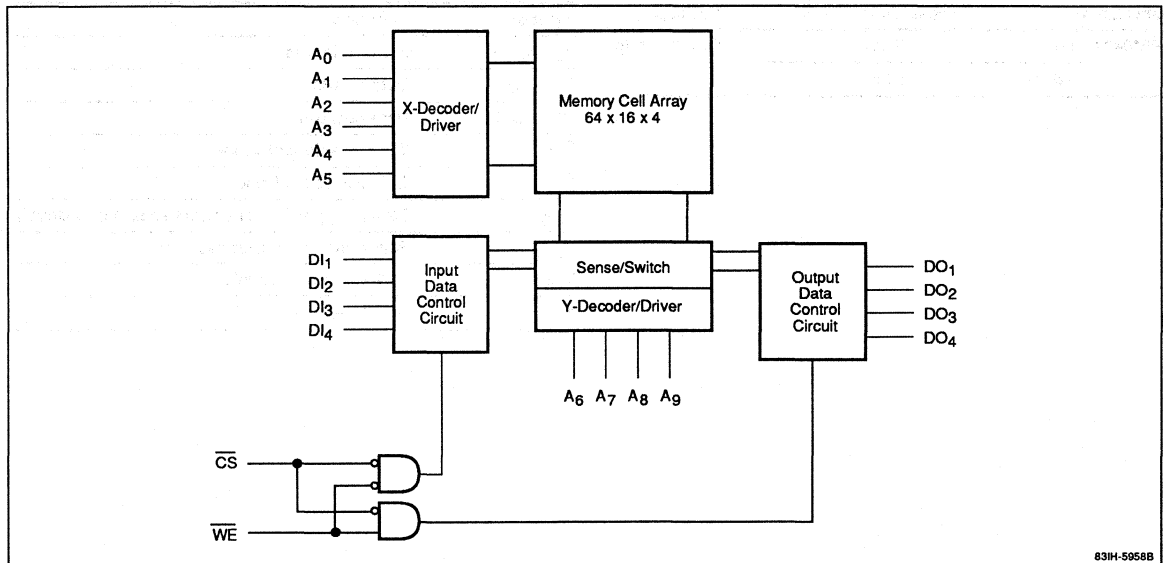 A0
A1
A2
A3
A4
A5
X-Decoder/
Driver
Memory Cell Array
64 x 16 x 4
DI1
DI2
DI3
DI4
Input
Data
Control
Circuit
Sense/Switch
Y-Decoder/Driver
Output
Data
Control
Circuit
DO1
DO2
DO3
DO4
A6 A7 A8 A9
C̅S̅
W̅E̅
83IH-5958B